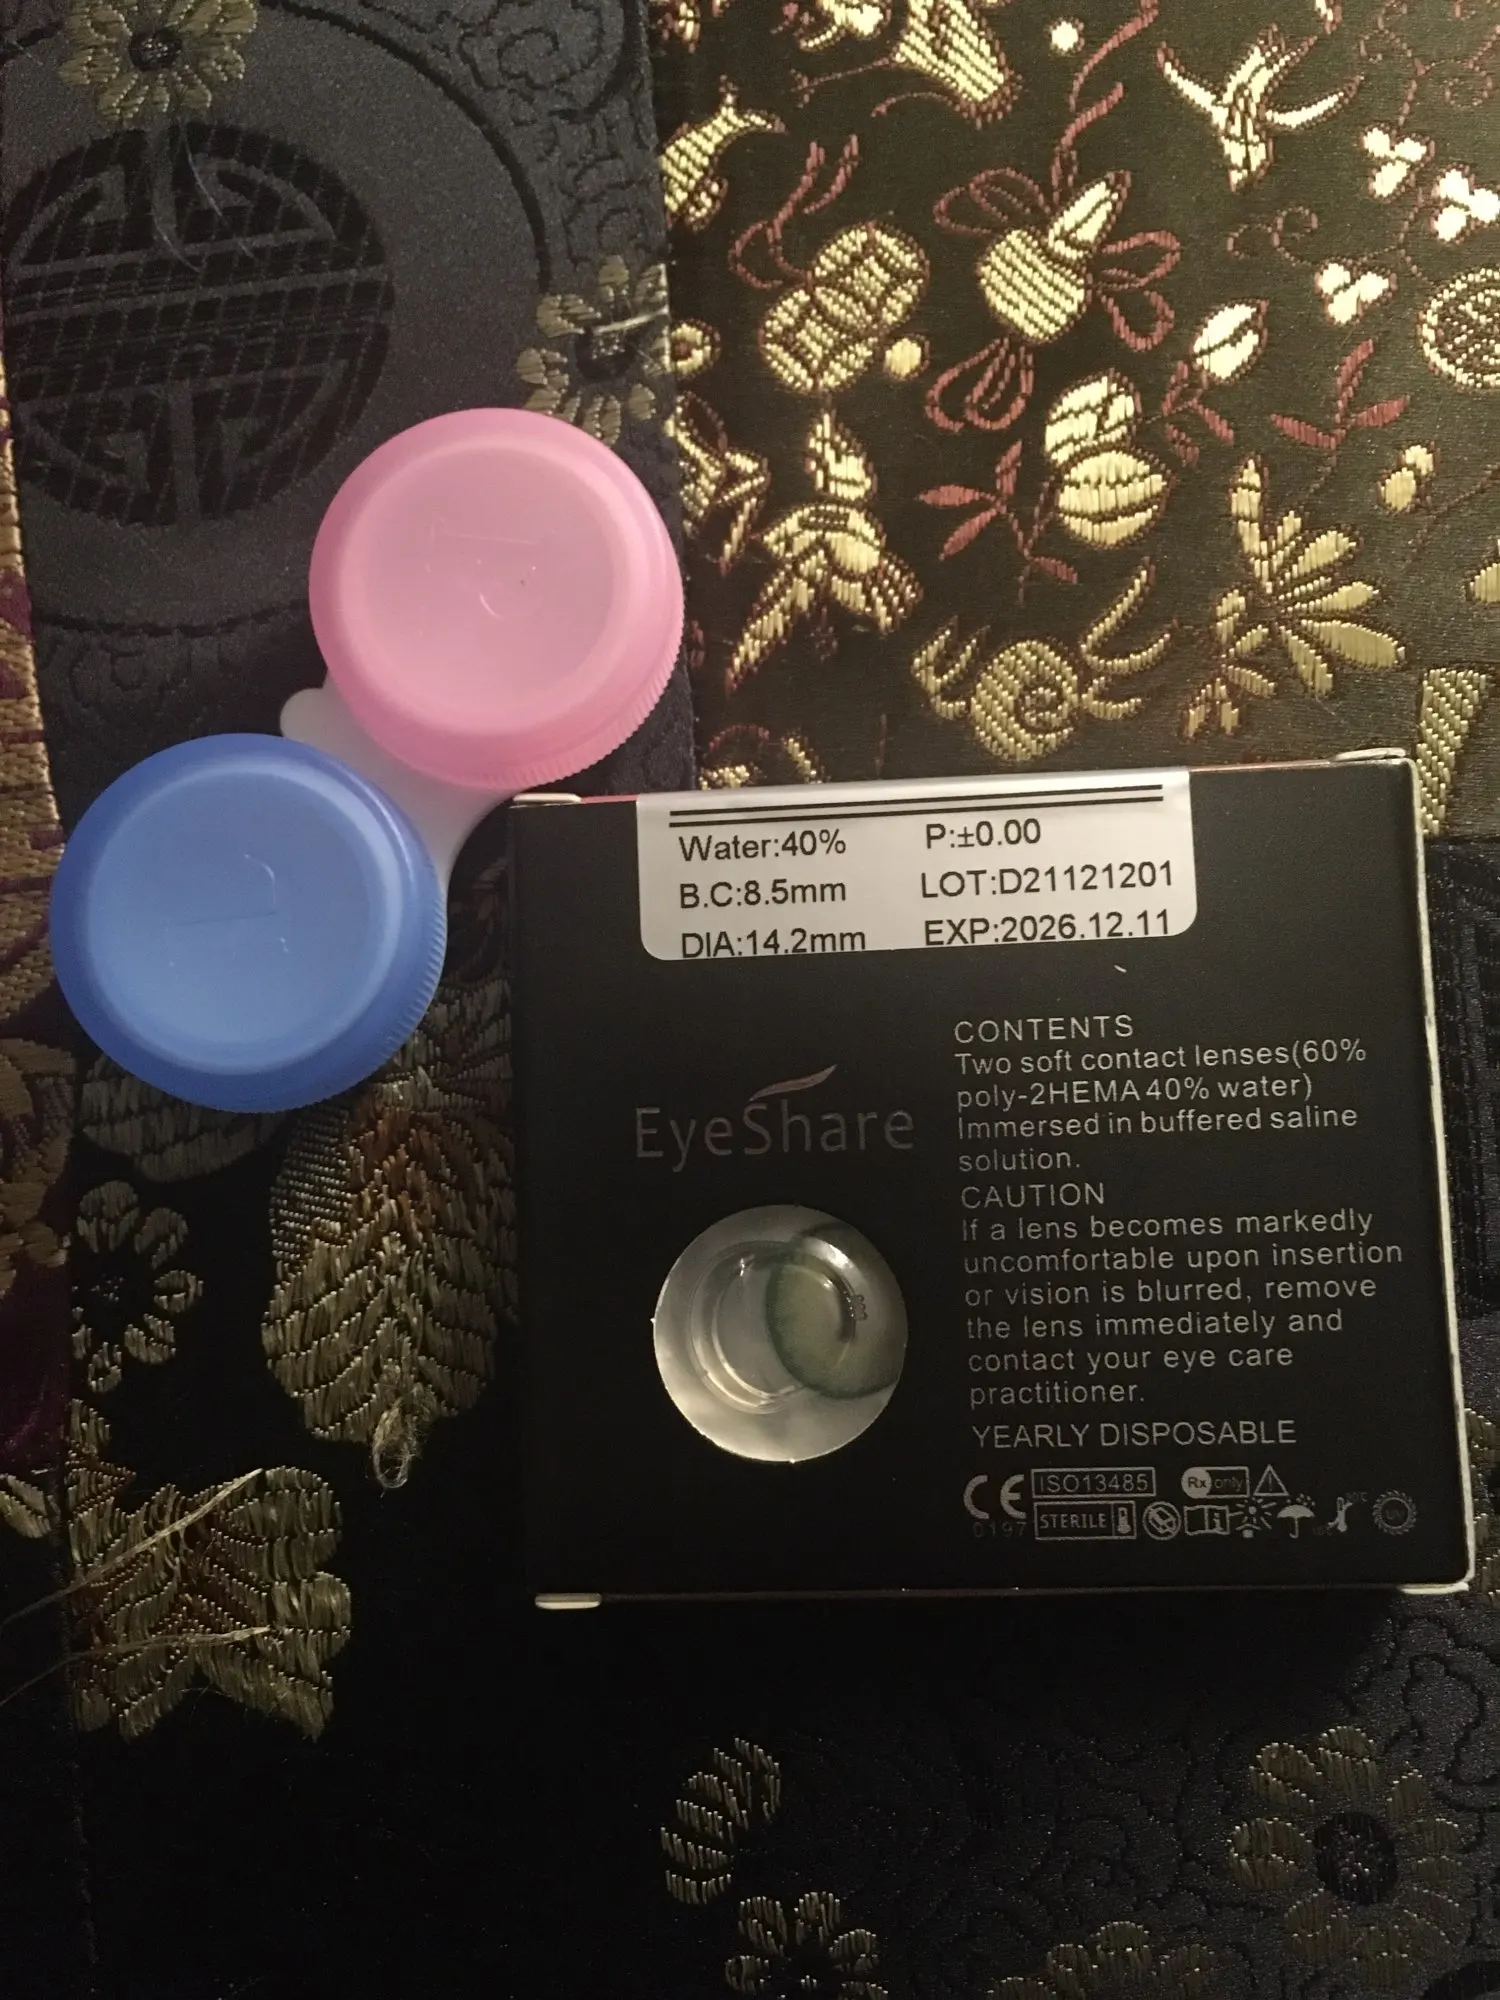 Water:40% P:±0.00
B.C:8.5mm LOT:D21121201
DIA:14.2mm EXP:2026.12.11
EyeShare
CONTENTS
Two soft contact lenses(60%
poly-2HEMA 40% water)
Immersed in buffered saline
solution.
CAUTION
If a lens becomes markedly
uncomfortable upon insertion
or vision is blurred, remove
the lens immediately and
contact your eye care
practitioner.
YEARLY DISPOSABLE
CE ISO13485 Rx only
0197 STERILE